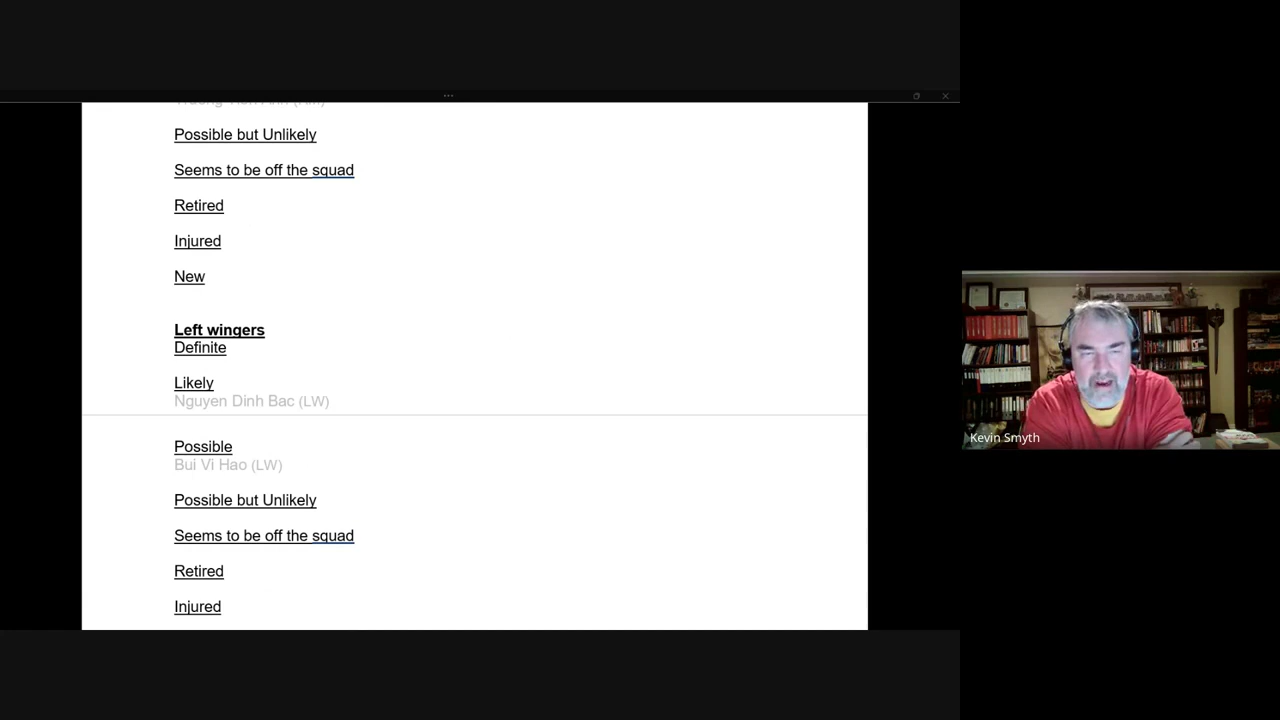 Possible but Unlikely
Seems to be off the squad
Retired
Injured
New
Left wingers
Definite
Likely
Nguyen Dinh Bac (LW)
Possible
Bui Vi Hao (LW)
Possible but Unlikely
Seems to be off the squad
Retired
Injured
Kevin Smyth